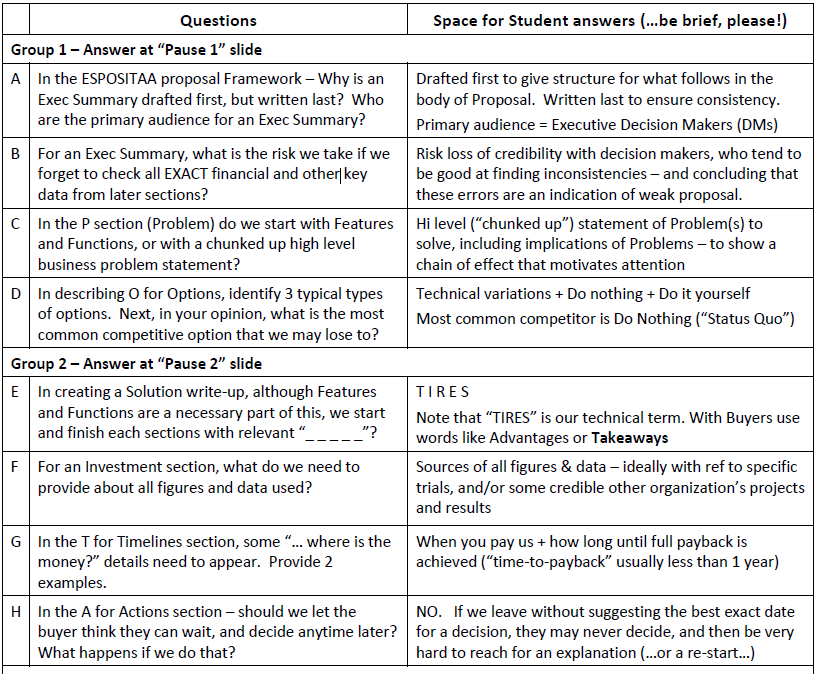 Questions
Space for Student answers (…be brief, please!)
Group 1 – Answer at “Pause 1” slide
A
In the ESPOSITAA proposal Framework – Why is an
Exec Summary drafted first, but written last?  Who
are the primary audience for an Exec Summary?
Drafted first to give structure for what follows in the
body of Proposal.  Written last to ensure consistency.
Primary audience = Executive Decision Makers (DMs)
B
For an Exec Summary, what is the risk we take if we
forget to check all EXACT financial and other key
data from later sections?
Risk loss of credibility with decision makers, who tend to
be good at finding inconsistencies – and concluding that
these errors are an indication of weak proposal.
C
In the P section (Problem) do we start with Features
and Functions, or with a chunked up high level
business problem statement?
Hi level (“chunked up”) statement of Problem(s) to
solve, including implications of Problems – to show a
chain of effect that motivates attention
D
In describing O for Options, identify 3 typical types
of options.  Next, in your opinion, what is the most
common competitive option that we may lose to?
Technical variations + Do nothing + Do it yourself
Most common competitor is Do Nothing (“Status Quo”)
Group 2 – Answer at “Pause 2” slide
E
In creating a Solution write-up, although Features
and Functions are a necessary part of this, we start
and finish each sections with relevant “_ _ _ _ _”?
T I R E S
Note that “TIRES” is our technical term. With Buyers use
words like Advantages or Takeaways
F
For an Investment section, what do we need to
provide about all figures and data used?
Sources of all figures & data – ideally with ref to specific
trials, and/or some credible other organization’s projects
and results
G
In the T for Timelines section, some “… where is the
money?” details need to appear.  Provide 2
examples.
When you pay us + how long until full payback is
achieved (“time-to-payback” usually less than 1 year)
H
In the A for Actions section – should we let the
buyer think they can wait, and decide anytime later?
What happens if we do that?
NO.   If we leave without suggesting the best exact date
for a decision, they may never decide, and then be very
hard to reach for an explanation (…or a re-start…)